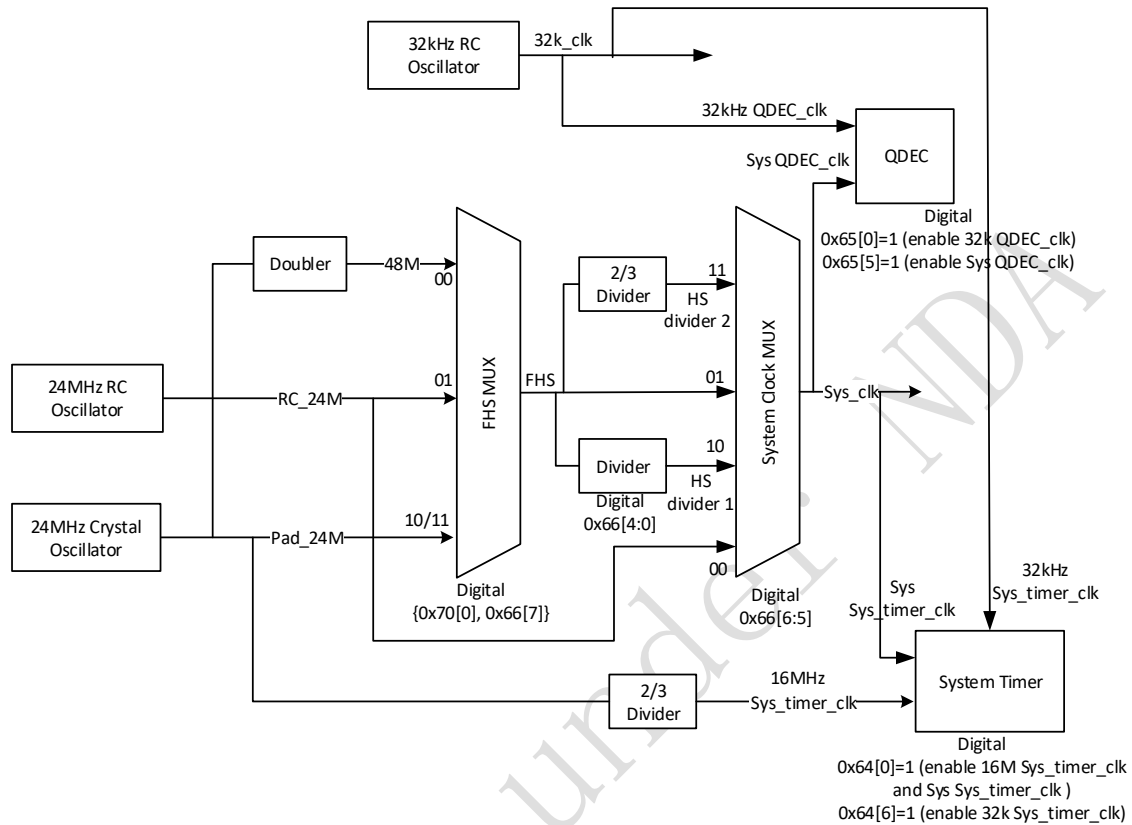 32kHz RC
Oscillator
32k_clk
32kHz QDEC_clk
Sys QDEC_clk
QDEC
Digital
0x65[0]=1 (enable 32k QDEC_clk)
0x65[5]=1 (enable Sys QDEC_clk)
Doubler
48M
00
2/3
Divider
11
HS
divider 2
24MHz RC
Oscillator
RC_24M
01
FHS MUX
FHS
01
System Clock MUX
Sys_clk
Divider
Digital
0x66[4:0]
10
HS
divider 1
24MHz Crystal
Oscillator
Pad_24M
10/11
Digital
{0x70[0], 0x66[7]}
00
Digital
0x66[6:5]
Sys
Sys_timer_clk
32kHz
Sys_timer_clk
2/3
Divider
16MHz
Sys_timer_clk
System Timer
Digital
0x64[0]=1 (enable 16M Sys_timer_clk
and Sys Sys_timer_clk )
0x64[6]=1 (enable 32k Sys_timer_clk)
under NDA